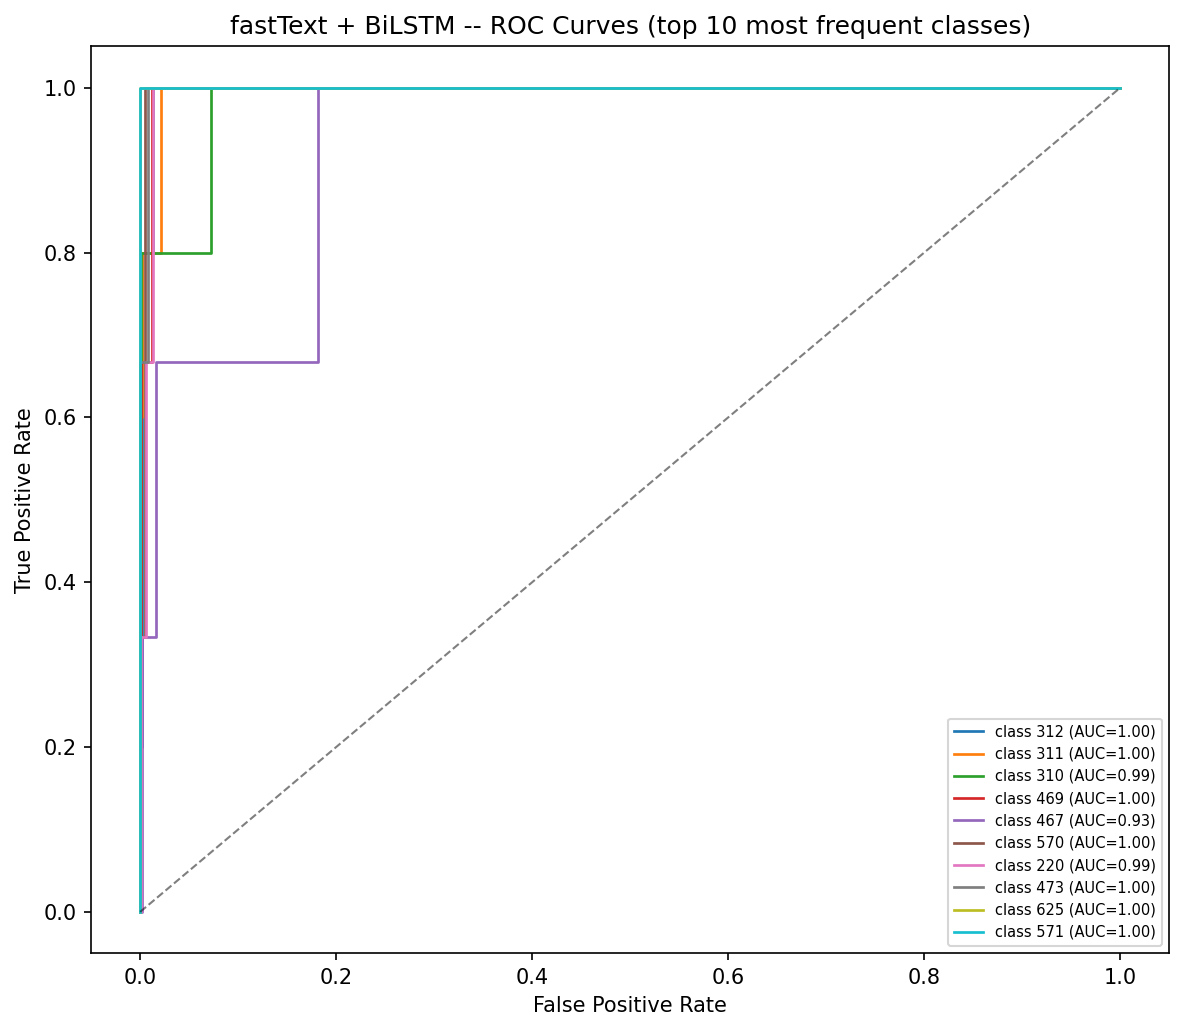 fastText + BiLSTM -- ROC Curves (top 10 most frequent classes)
True Positive Rate
1.0
0.8
0.6
0.4
0.2
0.0
class 312 (AUC=1.00)
class 311 (AUC=1.00)
class 310 (AUC=0.99)
class 469 (AUC=1.00)
class 467 (AUC=0.93)
class 570 (AUC=1.00)
class 220 (AUC=0.99)
class 473 (AUC=1.00)
class 625 (AUC=1.00)
class 571 (AUC=1.00)
0.0 0.2 0.4 0.6 0.8 1.0
False Positive Rate